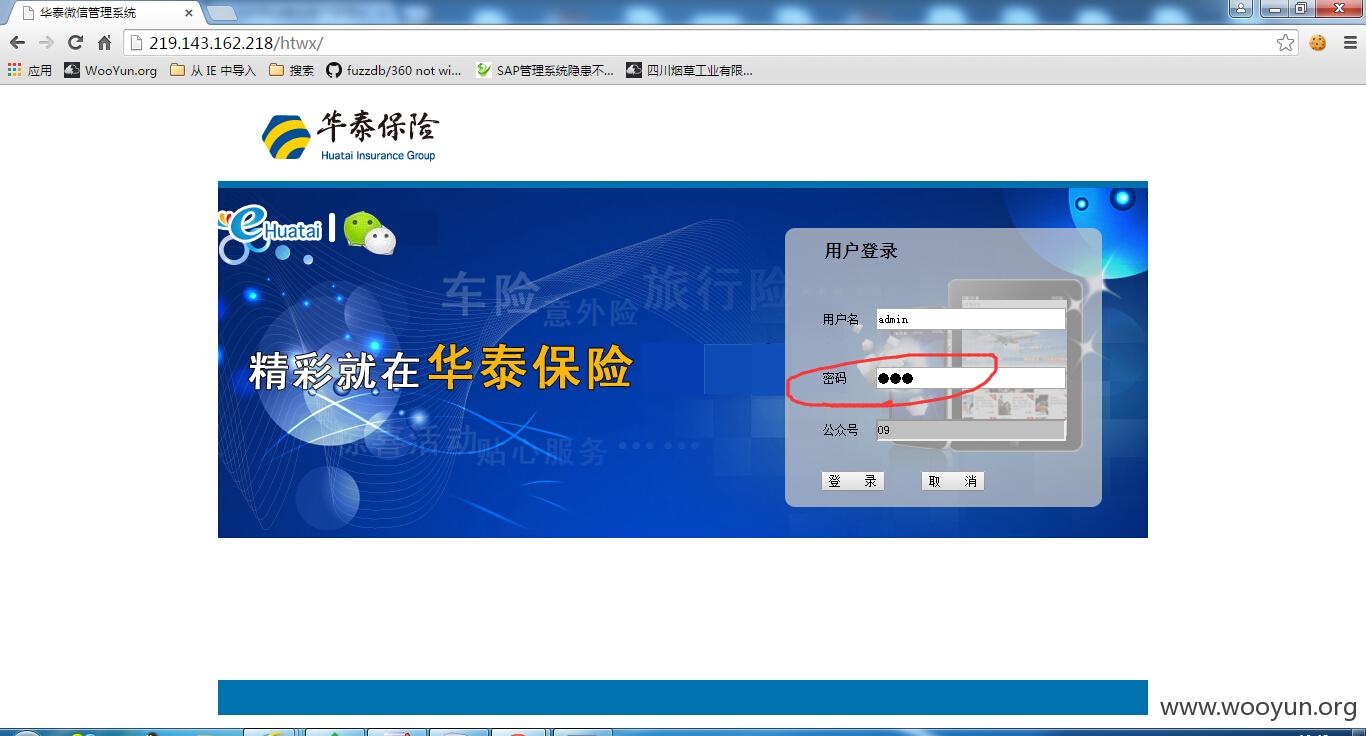 华泰微信管理系统
219.143.162.218/htwx/
应用 WooYun.org 从 IE 中导入 搜索 fuzzdb/360 not wi... SAP管理系统隐患不... 四川烟草工业有限...
华泰保险
Huatai Insurance Group
eHuatai
用户登录
车险 意外险 旅行险 ······
用户名 admin
精彩就在华泰保险
密码 ●●●
公众号 09
惊喜活动 贴心服务 ······
登 录 取 消
www.wooyun.org